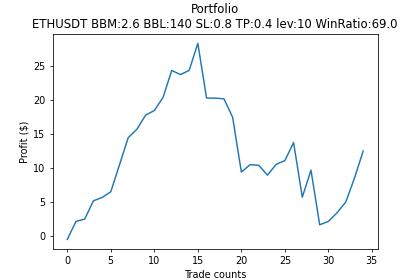 Portfolio
ETHUSDT BBM:2.6 BBL:140 SL:0.8 TP:0.4 lev:10 WinRatio:69.0
Profit ($)
25
20
15
10
5
0
0 5 10 15 20 25 30 35
Trade counts